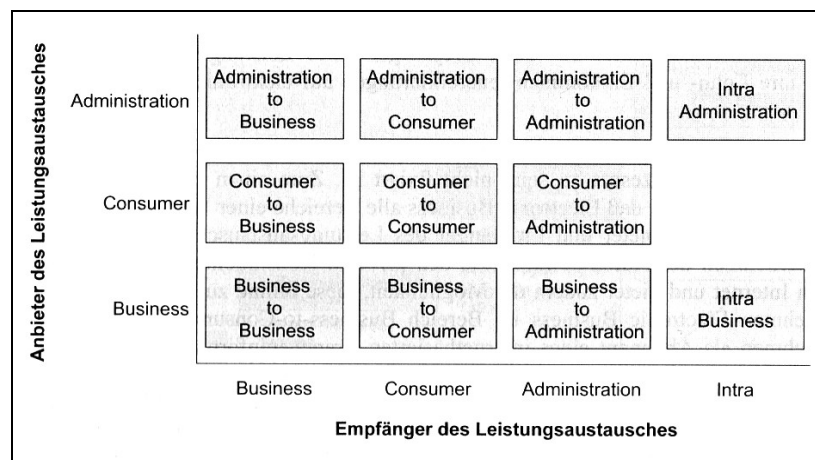 Administration
to
Business
Administration
to
Consumer
Administration
to
Administration
Intra
Administration
Consumer
to
Business
Consumer
to
Consumer
Consumer
to
Administration
Business
to
Business
Business
to
Consumer
Business
to
Administration
Intra
Business
Anbieter des Leistungsaustausches
Administration
Consumer
Business
Business
Consumer
Administration
Intra
Empfänger des Leistungsaustausches